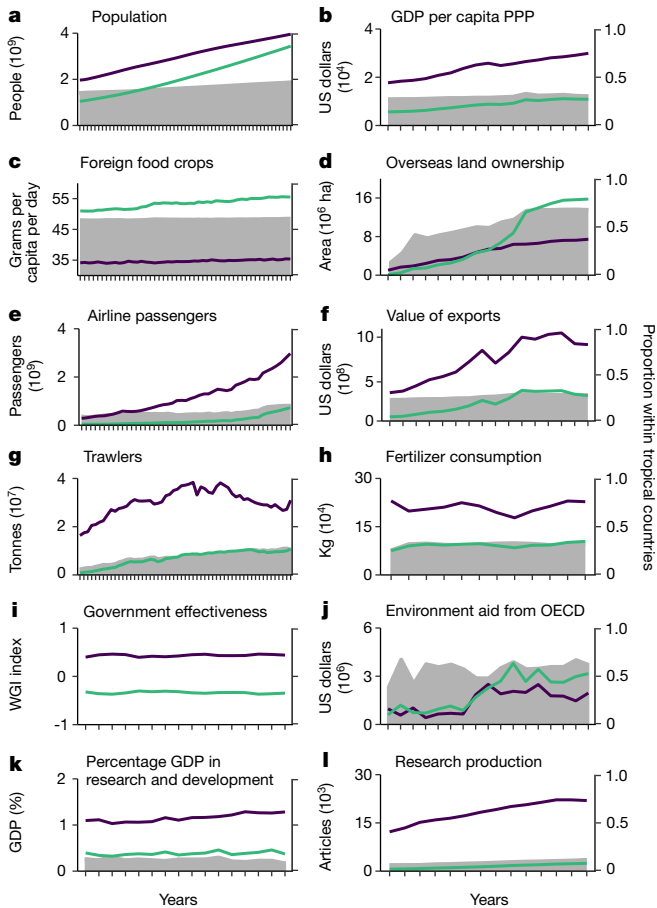 a Population
People (10⁹)
4
2
0
b GDP per capita PPP
US dollars
(10⁴)
4
2
0
1.0
0.5
0
c Foreign food crops
Grams per
capita per day
55
45
35
d Overseas land ownership
Area (10⁶ ha)
16
8
0
1.0
0.5
0
e Airline passengers
Passengers
(10⁹)
4
2
0
f Value of exports
US dollars
(10⁸)
10
5
0
1.0
0.5
0
g Trawlers
Tonnes (10⁷)
4
2
0
h Fertilizer consumption
Kg (10⁴)
30
15
0
1.0
0.5
0
i Government effectiveness
WGI index
1
0
-1
j Environment aid from OECD
US dollars
(10⁶)
6
3
0
1.0
0.5
0
k Percentage GDP in
research and development
GDP (%)
2
1
0
l Research production
Articles (10³)
30
15
0
1.0
0.5
0
Years
Years
Proportion within tropical countries